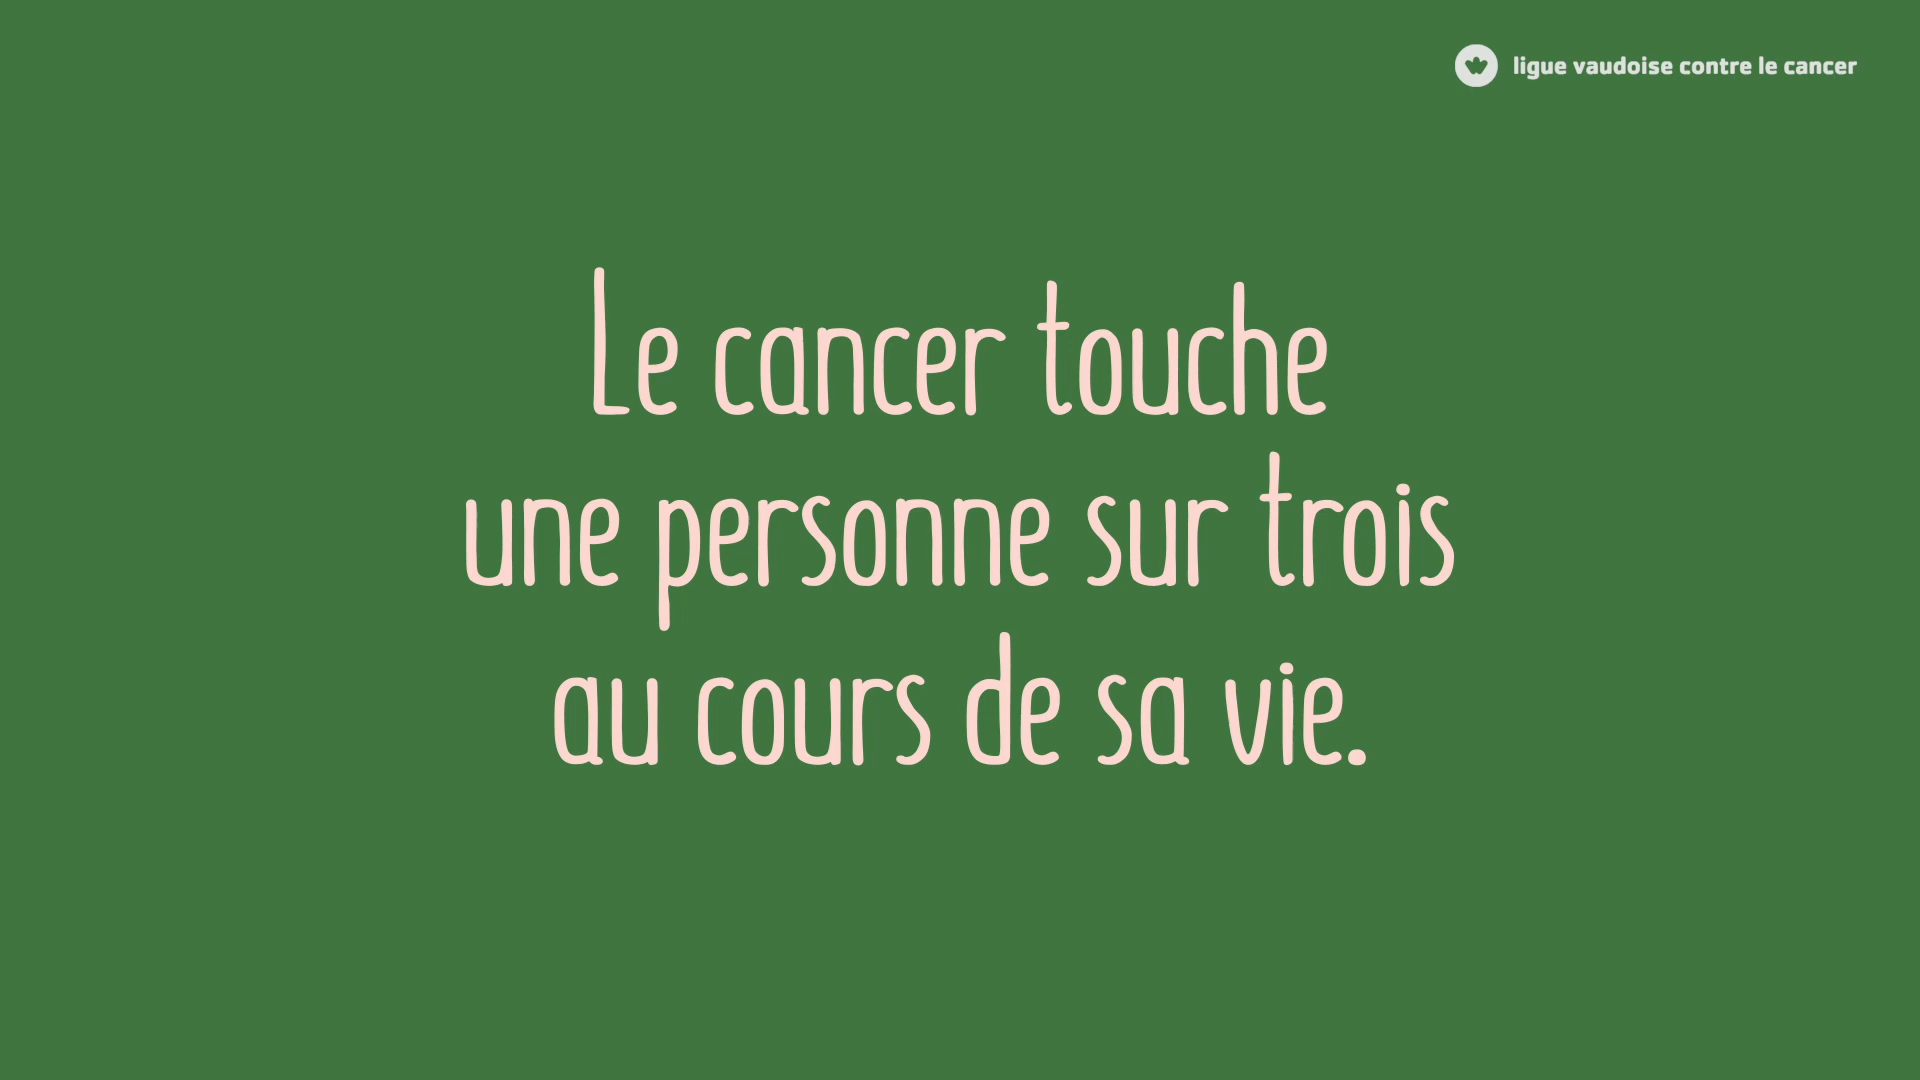 ligue vaudoise contre le cancer
Le cancer touche
une personne sur trois
au cours de sa vie.